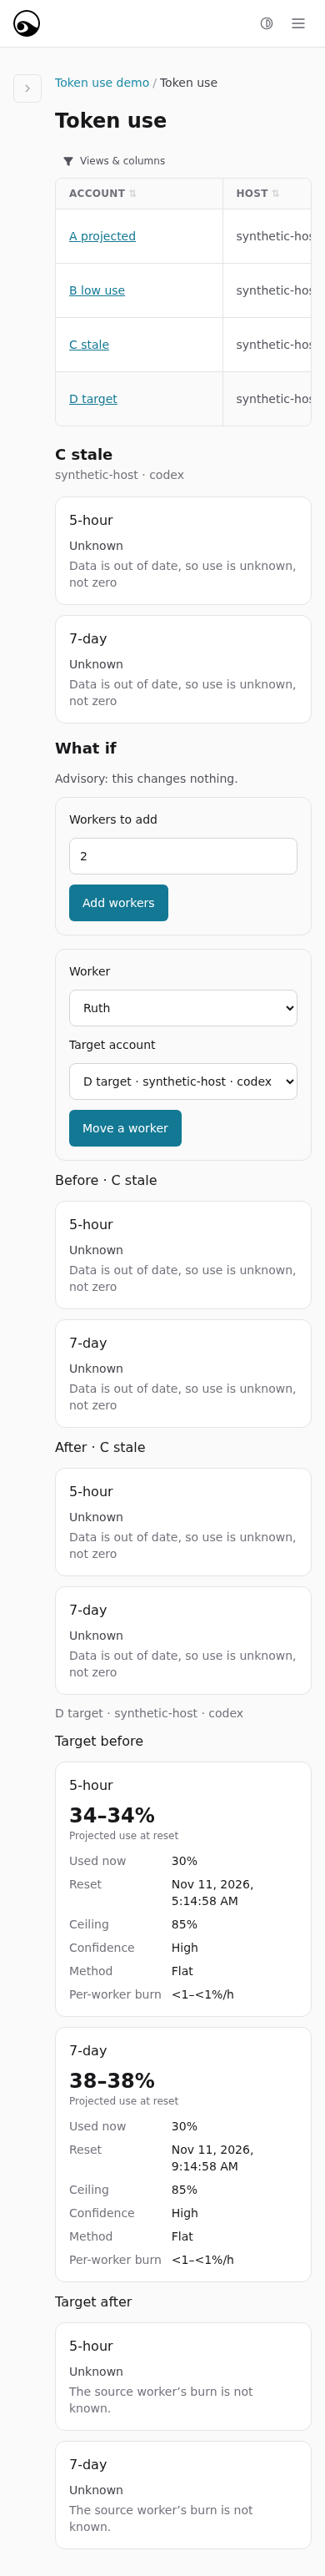 Token use demo / Token use
Token use
Views & columns
ACCOUNT ⇅ HOST ⇅
A projected synthetic-hos
B low use synthetic-hos
C stale synthetic-hos
D target synthetic-hos
C stale
synthetic-host · codex
5-hour
Unknown
Data is out of date, so use is unknown,
not zero
7-day
Unknown
Data is out of date, so use is unknown,
not zero
What if
Advisory: this changes nothing.
Workers to add
2
Add workers
Worker
Ruth
Target account
D target · synthetic-host · codex
Move a worker
Before · C stale
5-hour
Unknown
Data is out of date, so use is unknown,
not zero
7-day
Unknown
Data is out of date, so use is unknown,
not zero
After · C stale
5-hour
Unknown
Data is out of date, so use is unknown,
not zero
7-day
Unknown
Data is out of date, so use is unknown,
not zero
D target · synthetic-host · codex
Target before
5-hour
34–34%
Projected use at reset
Used now 30%
Reset Nov 11, 2026,
5:14:58 AM
Ceiling 85%
Confidence High
Method Flat
Per-worker burn <1–<1%/h
7-day
38–38%
Projected use at reset
Used now 30%
Reset Nov 11, 2026,
9:14:58 AM
Ceiling 85%
Confidence High
Method Flat
Per-worker burn <1–<1%/h
Target after
5-hour
Unknown
The source worker’s burn is not
known.
7-day
Unknown
The source worker’s burn is not
known.